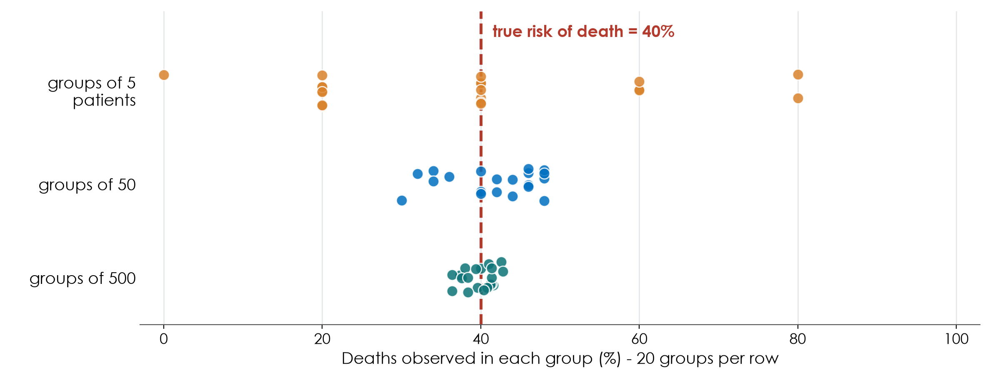 true risk of death = 40%
groups of 5
patients
groups of 50
groups of 500
0 20 40 60 80 100
Deaths observed in each group (%) - 20 groups per row